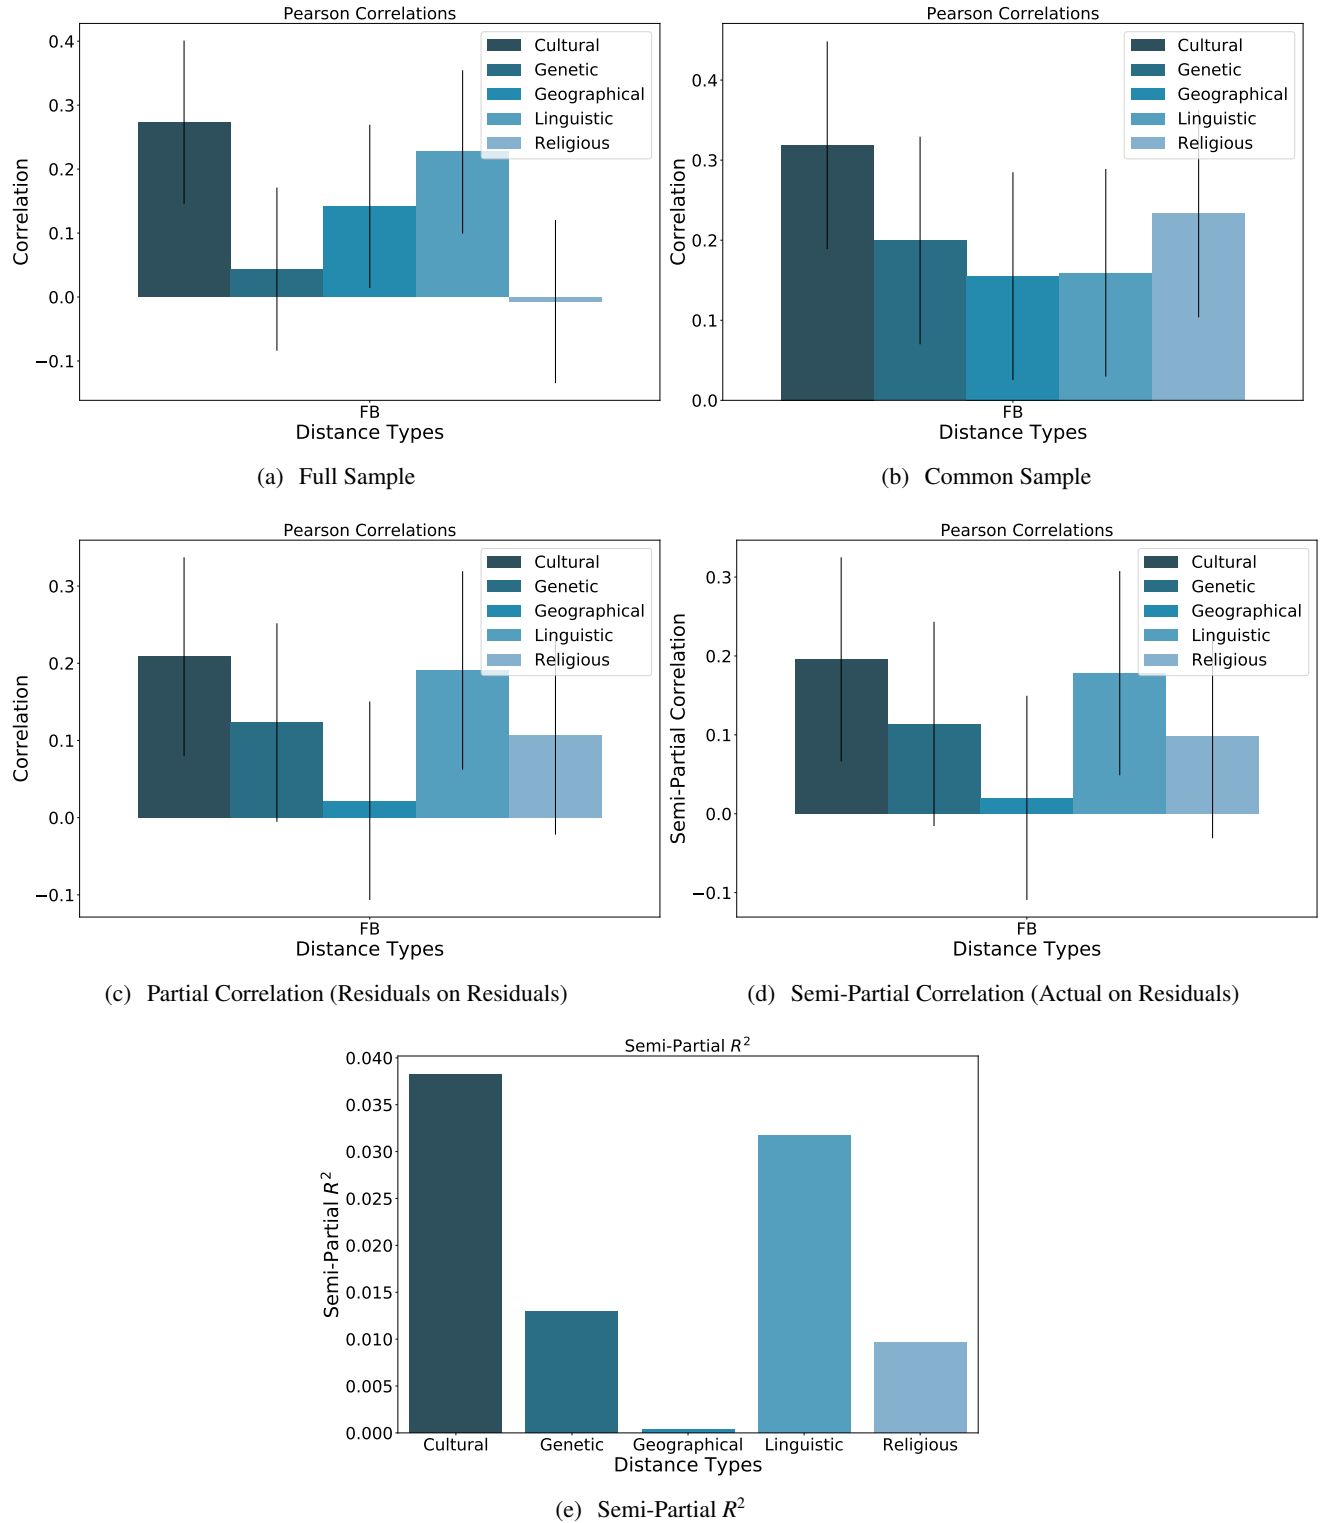 Pearson Correlations
0.4
0.3
0.2
0.1
0.0
−0.1
Correlation
Cultural
Genetic
Geographical
Linguistic
Religious
FB
Distance Types
(a) Full Sample
Pearson Correlations
0.4
0.3
0.2
0.1
0.0
Correlation
Cultural
Genetic
Geographical
Linguistic
Religious
FB
Distance Types
(b) Common Sample
Pearson Correlations
0.3
0.2
0.1
0.0
−0.1
Correlation
Cultural
Genetic
Geographical
Linguistic
Religious
FB
Distance Types
(c) Partial Correlation (Residuals on Residuals)
Pearson Correlations
0.3
0.2
0.1
0.0
−0.1
Semi-Partial Correlation
Cultural
Genetic
Geographical
Linguistic
Religious
FB
Distance Types
(d) Semi-Partial Correlation (Actual on Residuals)
Semi-Partial R²
0.040
0.035
0.030
0.025
0.020
0.015
0.010
0.005
0.000
Semi-Partial R²
Cultural Genetic Geographical Linguistic Religious
Distance Types
(e) Semi-Partial R²